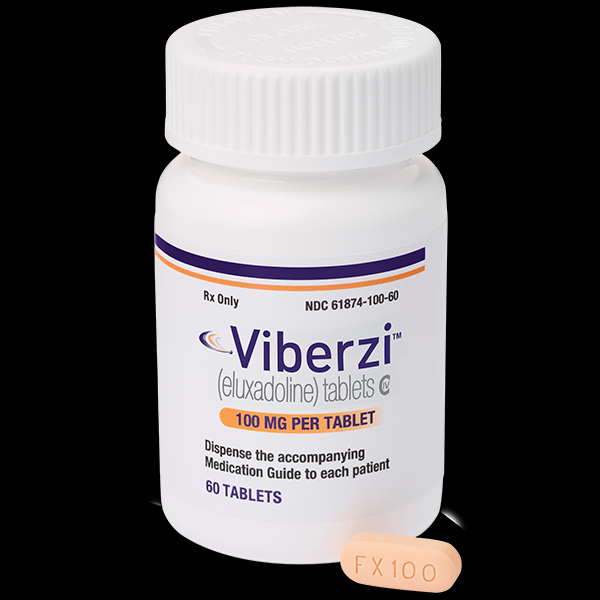 Rx Only NDC 61874-100-60
Viberzi™
(eluxadoline) tablets CIV
100 MG PER TABLET
Dispense the accompanying
Medication Guide to each patient
60 TABLETS
FX100